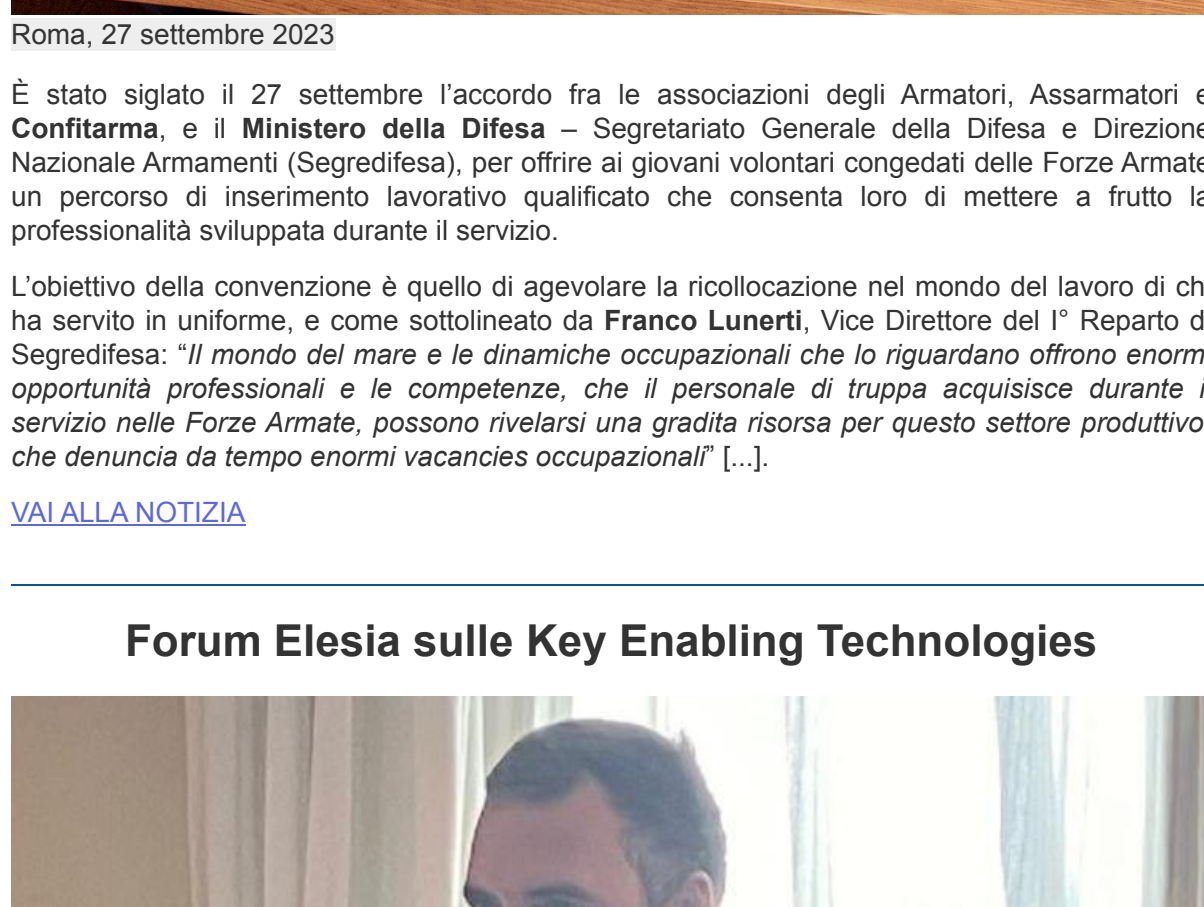 Roma, 27 settembre 2023
È stato siglato il 27 settembre l’accordo fra le associazioni degli Armatori, Assarmatori e
Confitarma, e il Ministero della Difesa – Segretariato Generale della Difesa e Direzione
Nazionale Armamenti (Segredifesa), per offrire ai giovani volontari congedati delle Forze Armate
un percorso di inserimento lavorativo qualificato che consenta loro di mettere a frutto la
professionalità sviluppata durante il servizio.
L’obiettivo della convenzione è quello di agevolare la ricollocazione nel mondo del lavoro di ch
ha servito in uniforme, e come sottolineato da Franco Lunerti, Vice Direttore del I° Reparto d
Segredifesa: “Il mondo del mare e le dinamiche occupazionali che lo riguardano offrono enorm
opportunità professionali e le competenze, che il personale di truppa acquisisce durante i
servizio nelle Forze Armate, possono rivelarsi una gradita risorsa per questo settore produttivo
che denuncia da tempo enormi vacancies occupazionali” [...].
VAI ALLA NOTIZIA
Forum Elesia sulle Key Enabling Technologies